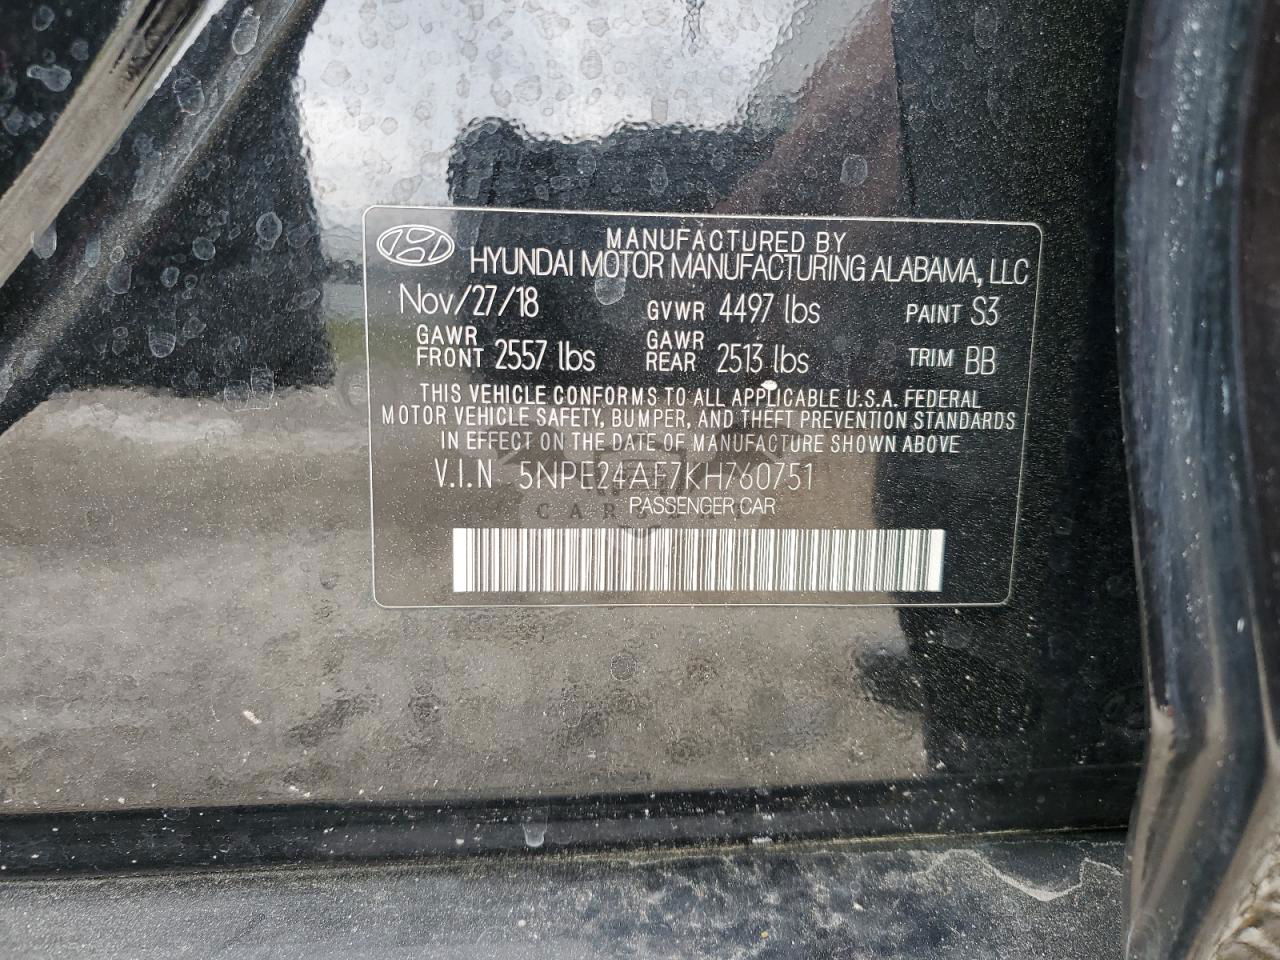 MANUFACTURED BY
HYUNDAI MOTOR MANUFACTURING ALABAMA, LLC
Nov/27/18 GVWR 4497 lbs PAINT S3
GAWR FRONT 2557 lbs GAWR REAR 2513 lbs TRIM BB
THIS VEHICLE CONFORMS TO ALL APPLICABLE U.S.A. FEDERAL
MOTOR VEHICLE SAFETY, BUMPER, AND THEFT PREVENTION STANDARDS
IN EFFECT ON THE DATE OF MANUFACTURE SHOWN ABOVE
V.I.N 5NPE24AF7KH760751
PASSENGER CAR